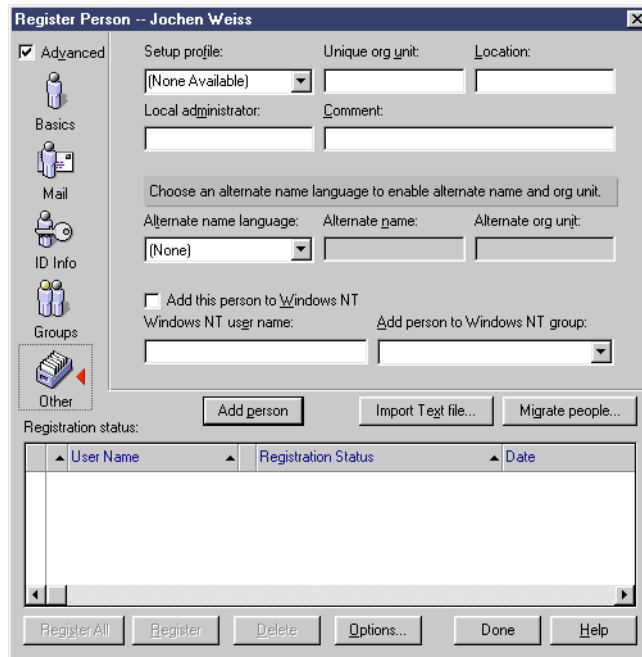 Register Person -- Jochen Weiss
Advanced
Basics
Mail
ID Info
Groups
Other
Setup profile: Unique org unit: Location:
(None Available)
Local administrator: Comment:
Choose an alternate name language to enable alternate name and org unit.
Alternate name language: Alternate name: Alternate org unit:
(None)
Add this person to Windows NT
Windows NT user name: Add person to Windows NT group:
Add person Import Text file... Migrate people...
Registration status:
User Name Registration Status Date
Register All Register Delete Options... Done Help